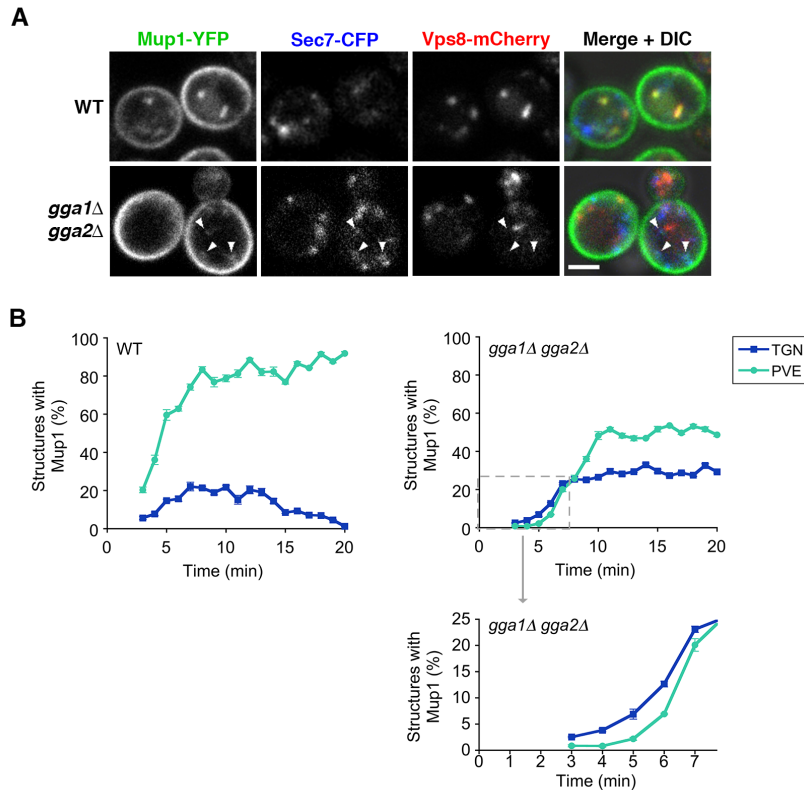 A
Mup1-YFP Sec7-CFP Vps8-mCherry Merge + DIC
WT
gga1Δ
gga2Δ
B
WT
Structures with
Mup1 (%)
100
80
60
40
20
0
0 5 10 15 20
Time (min)
gga1Δ gga2Δ
Structures with
Mup1 (%)
100
80
60
40
20
0
0 5 10 15 20
Time (min)
TGN
PVE
gga1Δ gga2Δ
Structures with
Mup1 (%)
25
20
15
10
5
0
0 1 2 3 4 5 6 7
Time (min)